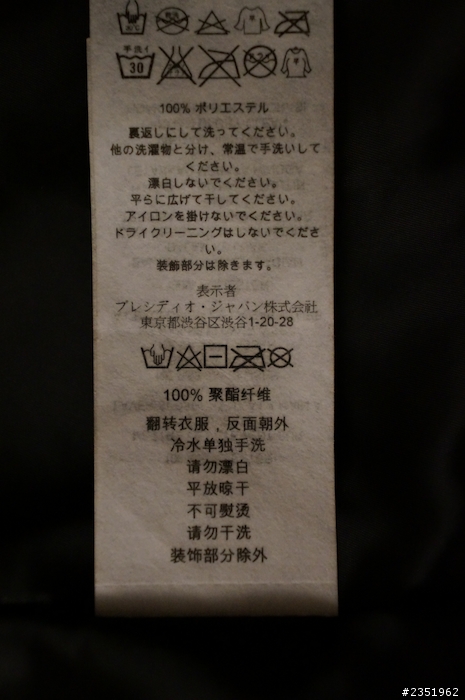 手洗イ
30
100% ポリエステル
裏返しにして洗ってください。
他の洗濯物と分け、常温で手洗いして
ください。
漂白しないでください。
平らに広げて干してください。
アイロンを掛けないでください。
ドライクリーニングはしないでくださ
い。
装飾部分は除きます。
表示者
プレシディオ・ジャパン株式会社
東京都渋谷区渋谷1-20-28
100% 聚酯纤维
翻转衣服，反面朝外
冷水单独手洗
请勿漂白
平放晾干
不可熨烫
请勿干洗
装饰部分除外
#2351962